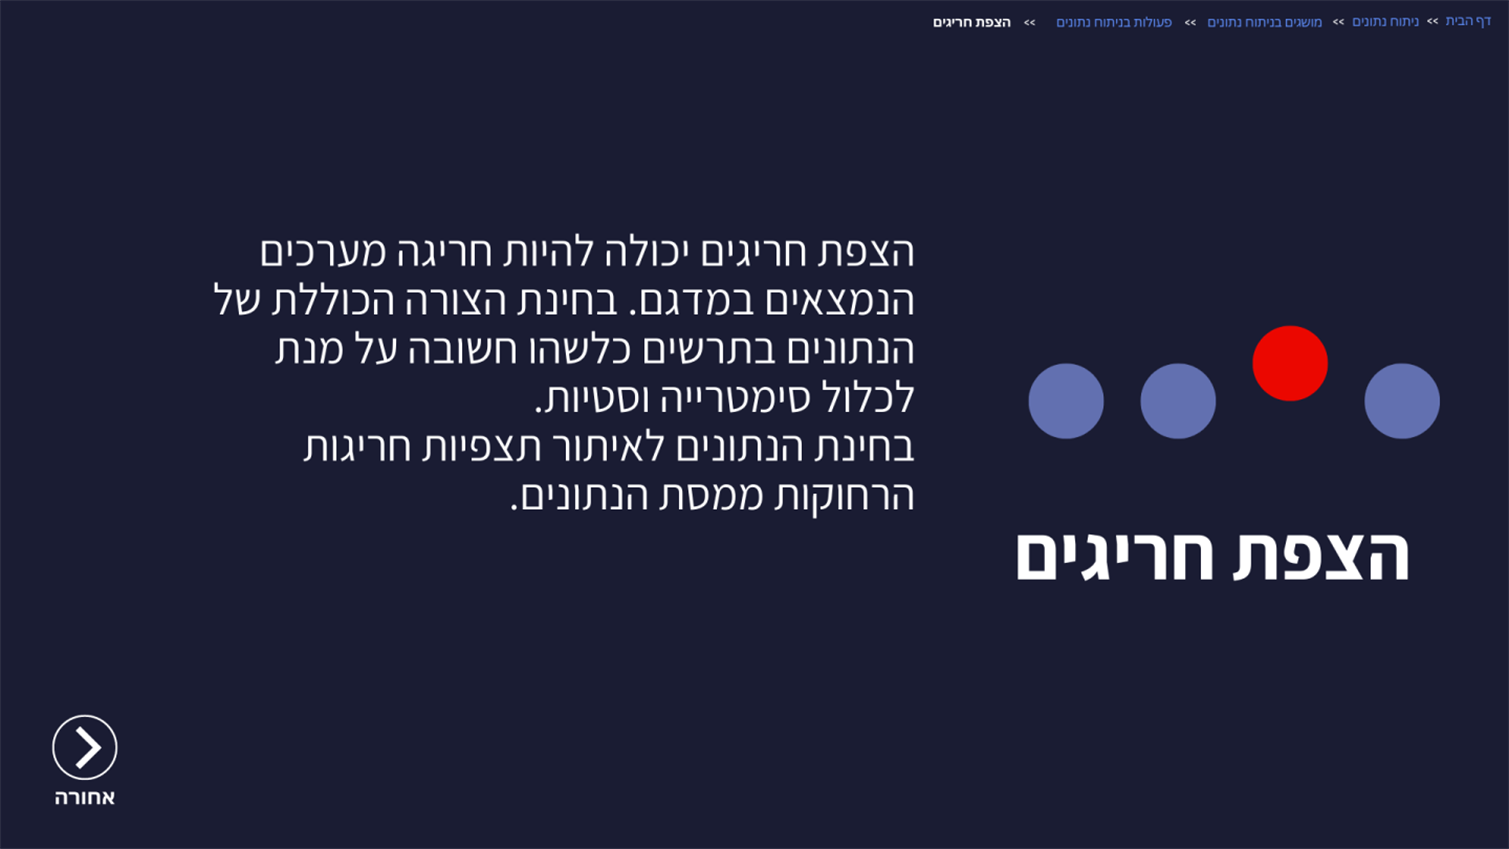 דף הבית >> ניתוח נתונים >> מושגים בניתוח נתונים >> פעולות בניתוח נתונים >> הצפת חריגים
הצפת חריגים
הצפת חריגים יכולה להיות חריגה מערכים
הנמצאים במדגם. בחינת הצורה הכוללת של
הנתונים בתרשים כלשהו חשובה על מנת
לכלול סימטרייה וסטיות.
בחינת הנתונים לאיתור תצפיות חריגות
הרחוקות ממסת הנתונים.
אחורה